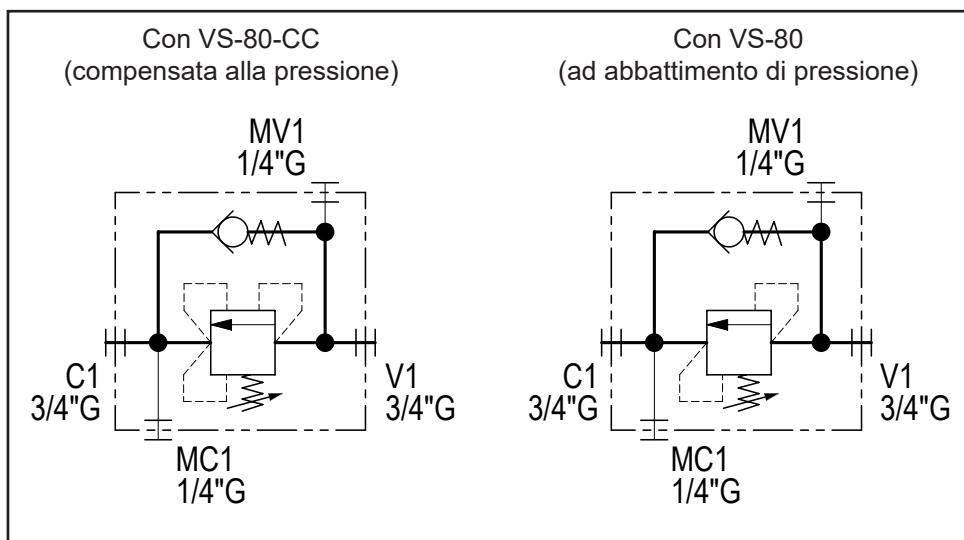 Con VS-80-CC
(compensata alla pressione)
MV1
1/4"G
C1
3/4"G
V1
3/4"G
MC1
1/4"G
Con VS-80
(ad abbattimento di pressione)
MV1
1/4"G
C1
3/4"G
V1
3/4"G
MC1
1/4"G